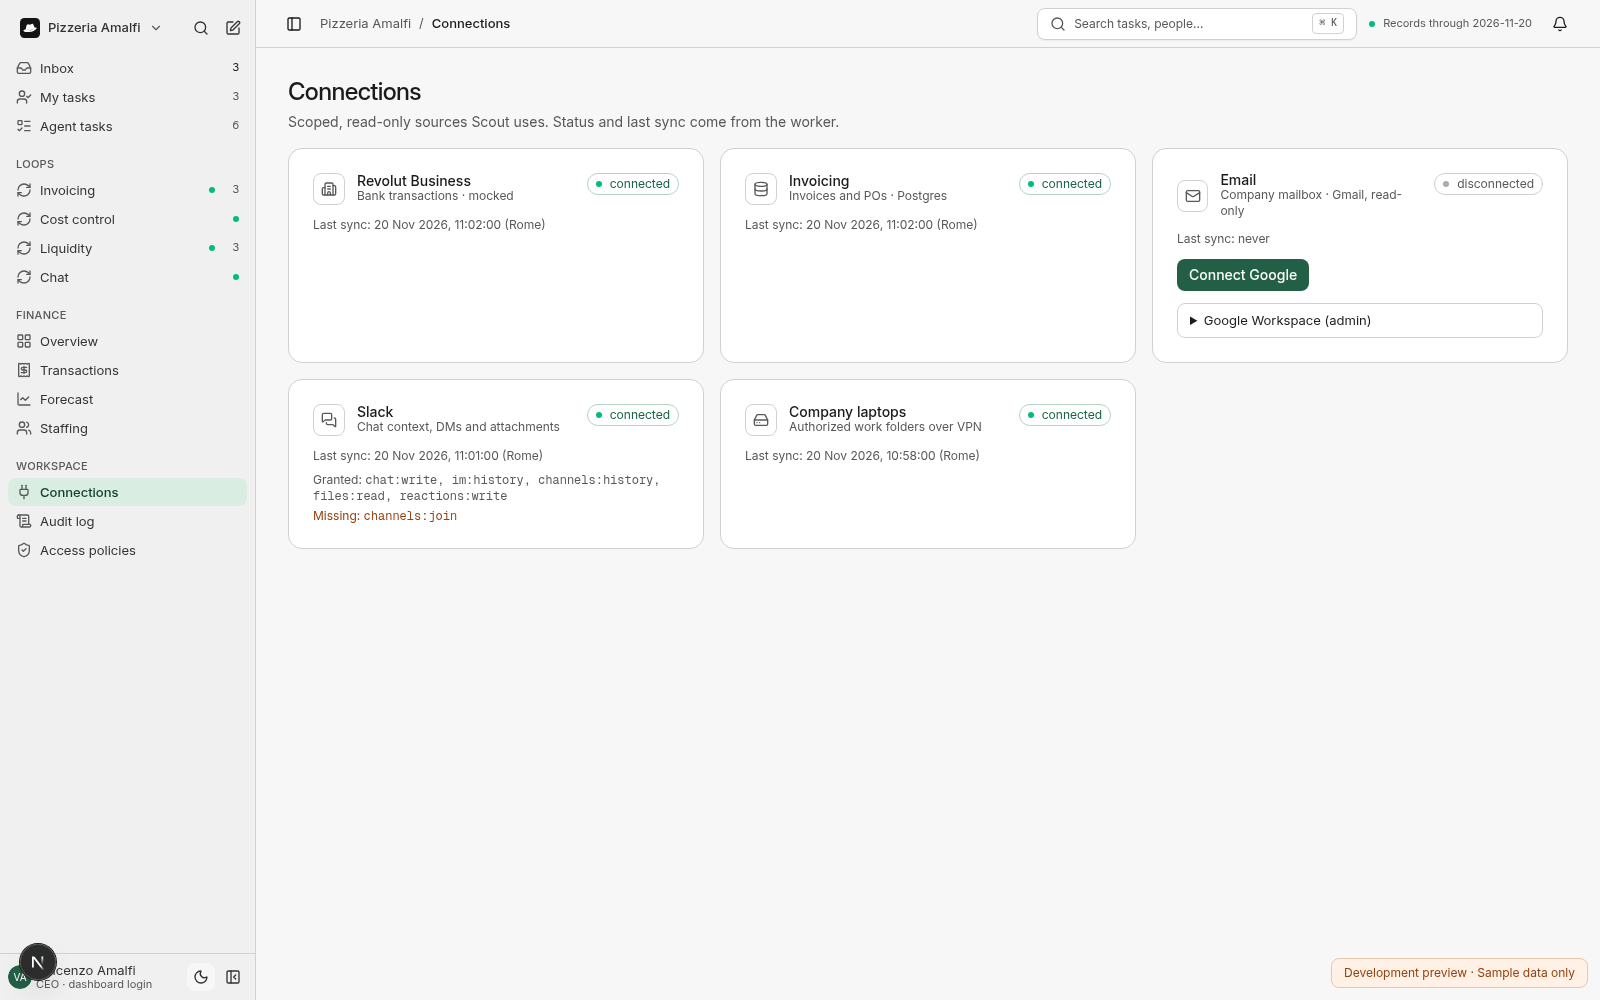 Pizzeria Amalfi
Inbox 3
My tasks 3
Agent tasks 6
LOOPS
Invoicing 3
Cost control
Liquidity 3
Chat
FINANCE
Overview
Transactions
Forecast
Staffing
WORKSPACE
Connections
Audit log
Access policies
VA
cenzo Amalfi
CEO · dashboard login
N
Pizzeria Amalfi / Connections
Search tasks, people...
⌘ K
Records through 2026-11-20
Connections
Scoped, read-only sources Scout uses. Status and last sync come from the worker.
Revolut Business
Bank transactions · mocked
connected
Last sync: 20 Nov 2026, 11:02:00 (Rome)
Invoicing
Invoices and POs · Postgres
connected
Last sync: 20 Nov 2026, 11:02:00 (Rome)
Email
Company mailbox · Gmail, read-
only
disconnected
Last sync: never
Connect Google
▶ Google Workspace (admin)
Slack
Chat context, DMs and attachments
connected
Last sync: 20 Nov 2026, 11:01:00 (Rome)
Granted: chat:write, im:history, channels:history,
files:read, reactions:write
Missing: channels:join
Company laptops
Authorized work folders over VPN
connected
Last sync: 20 Nov 2026, 10:58:00 (Rome)
Development preview · Sample data only